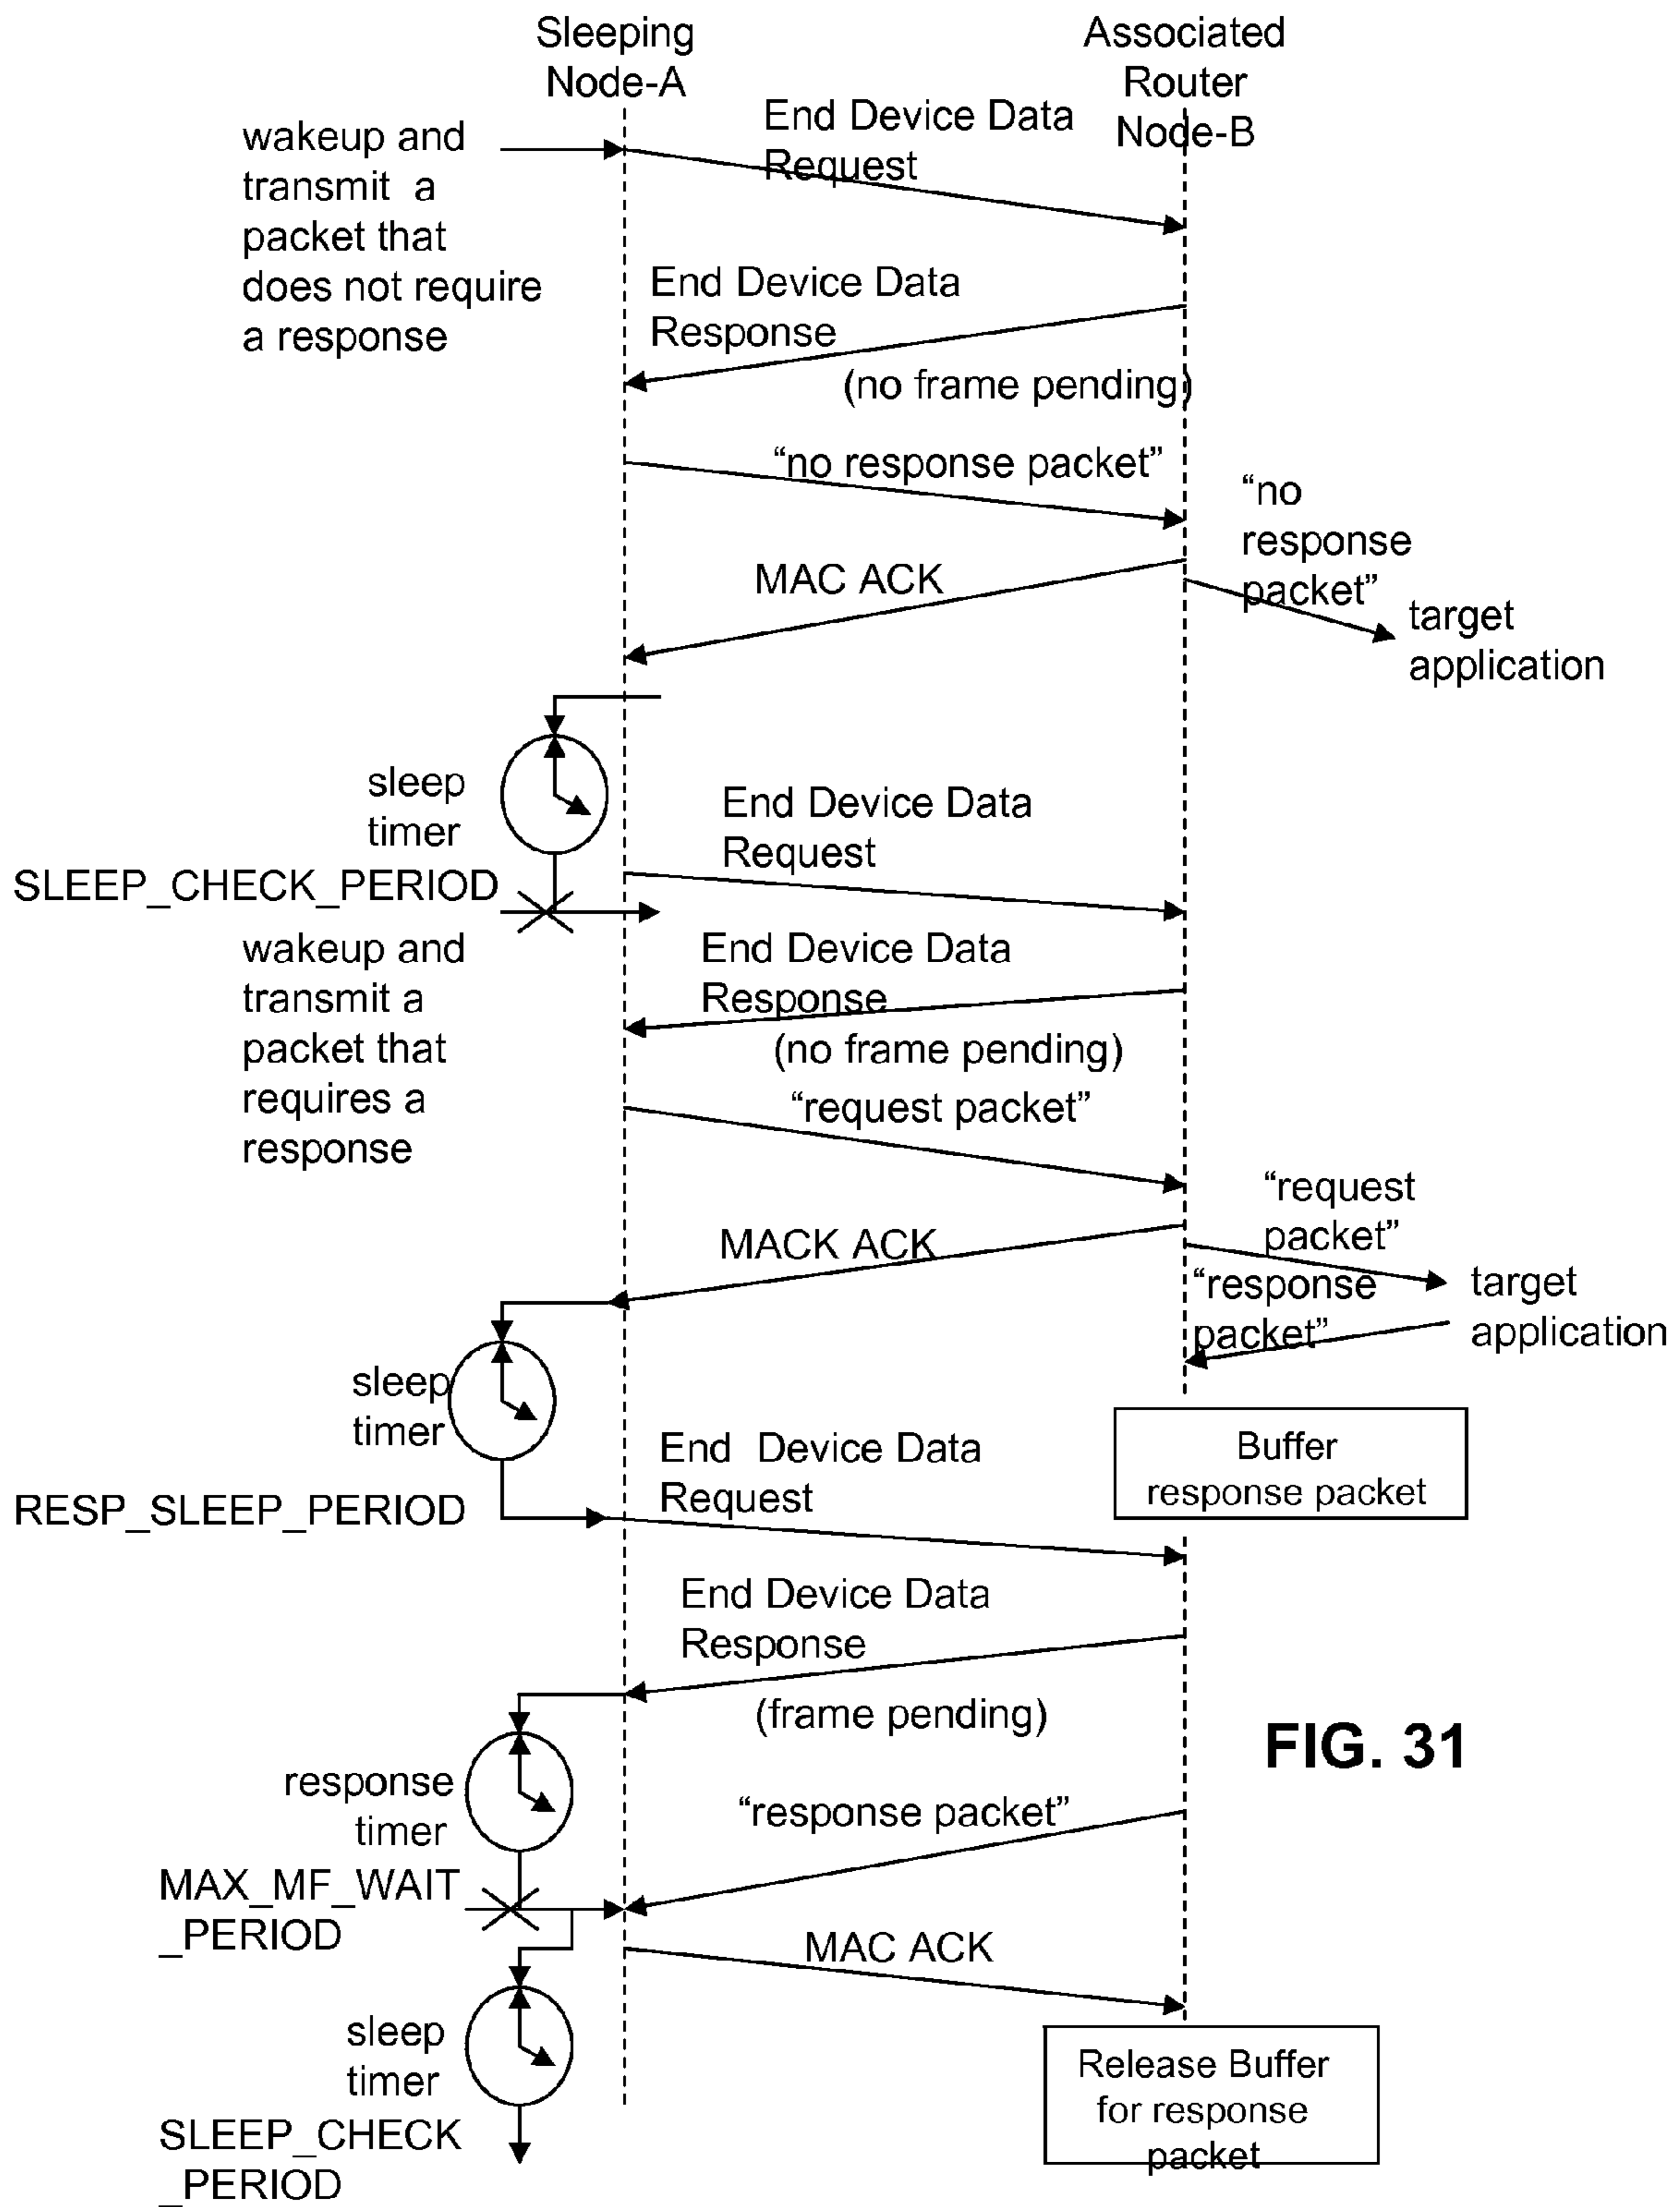 Sleeping
Node-A
Associated
Router
Node-B
wakeup and
transmit a
packet that
does not require
a response
End Device Data
Request
End Device Data
Response
(no frame pending)
“no response packet”
“no
response
packet”
MAC ACK
target
application
sleep
timer
SLEEP_CHECK_PERIOD
End Device Data
Request
wakeup and
transmit a
packet that
requires a
response
End Device Data
Response
(no frame pending)
“request packet”
“request
packet”
MACK ACK
“response
packet”
target
application
sleep
timer
RESP_SLEEP_PERIOD
End Device Data
Request
Buffer
response packet
End Device Data
Response
(frame pending)
FIG. 31
response
timer
“response packet”
MAX_MF_WAIT
_PERIOD
MAC ACK
sleep
timer
SLEEP_CHECK
_PERIOD
Release Buffer
for response
packet